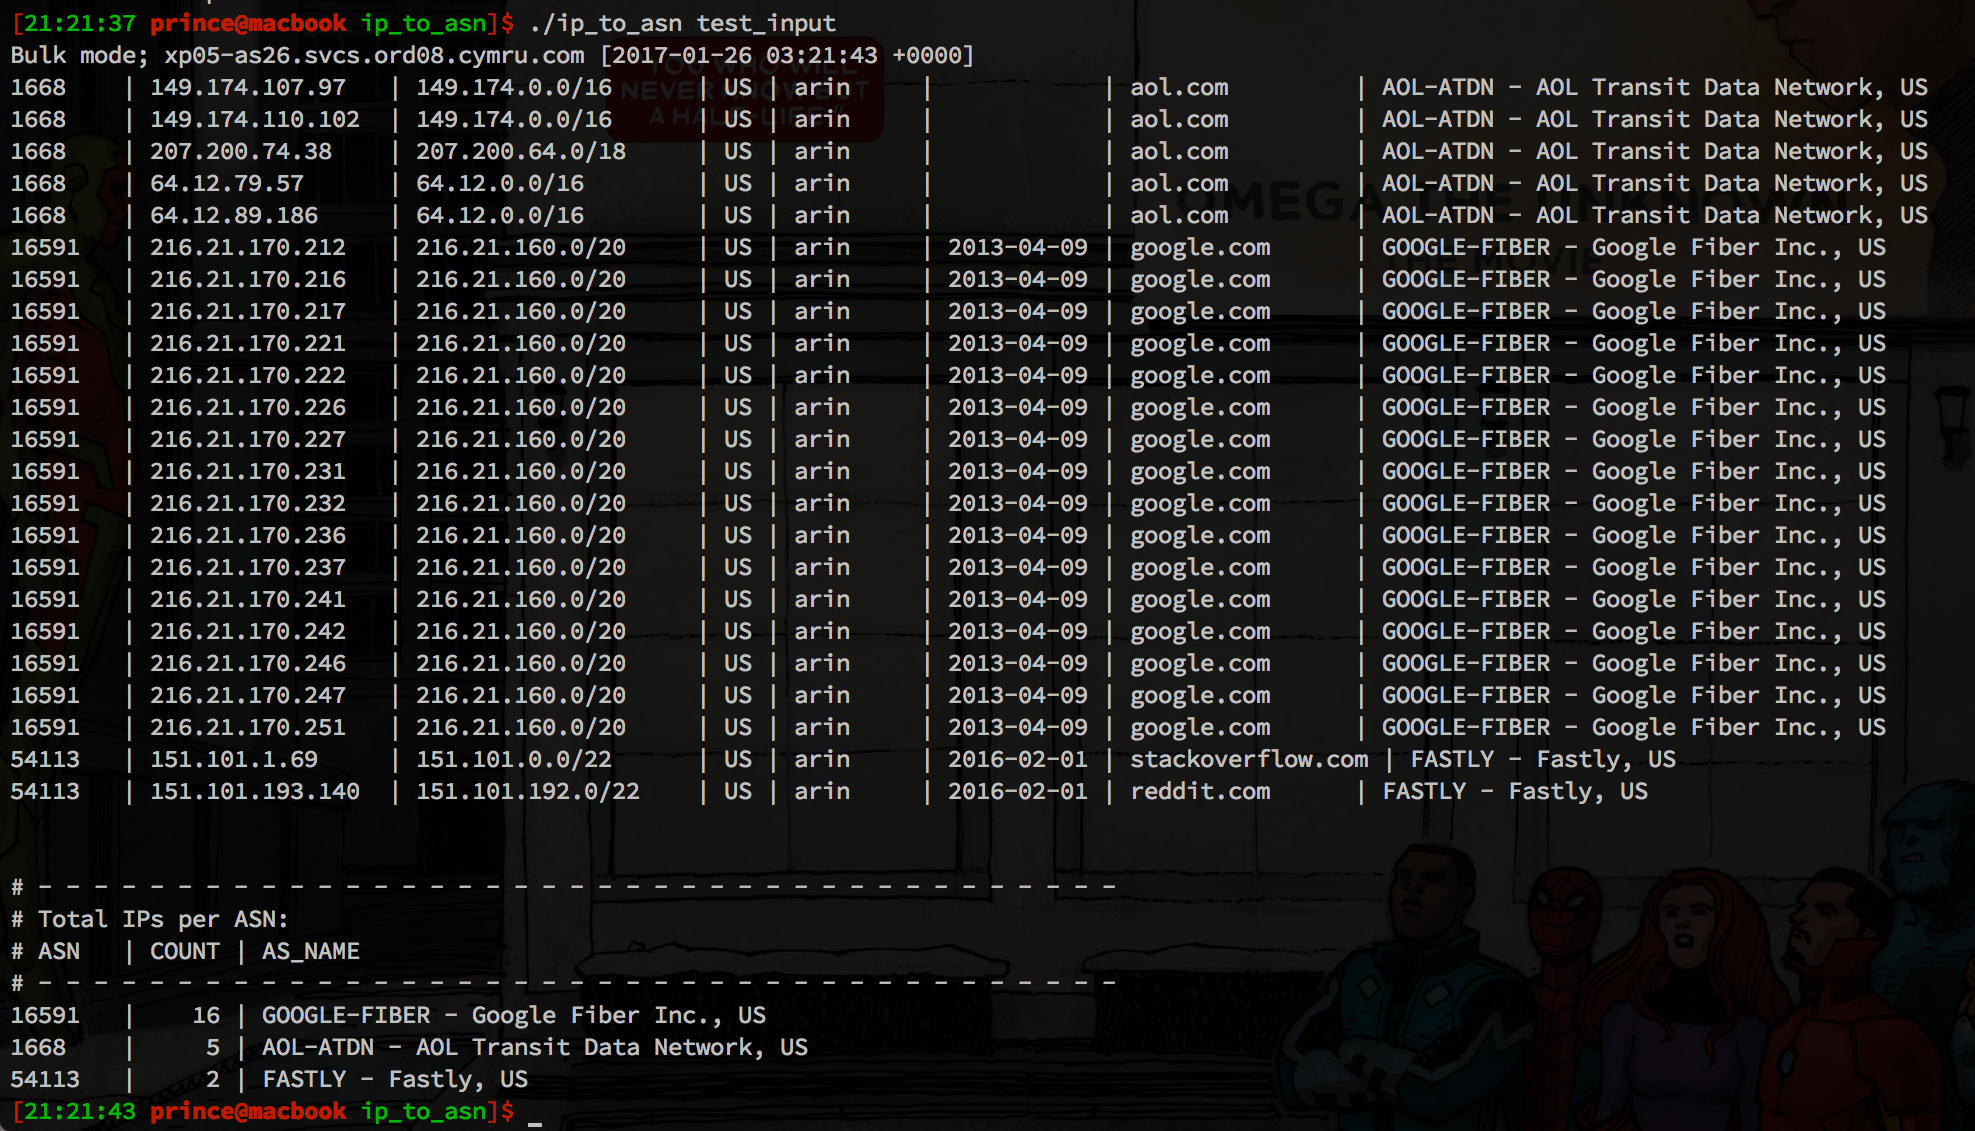 [21:21:37 prince@macbook ip_to_asn]$ ./ip_to_asn test_input
Bulk mode; xp05-as26.svcs.ord08.cymru.com [2017-01-26 03:21:43 +0000]
1668    | 149.174.107.97   | 149.174.0.0/16      | US | arin     |            | aol.com         | AOL-ATDN - AOL Transit Data Network, US
1668    | 149.174.110.102  | 149.174.0.0/16      | US | arin     |            | aol.com         | AOL-ATDN - AOL Transit Data Network, US
1668    | 207.200.74.38    | 207.200.64.0/18     | US | arin     |            | aol.com         | AOL-ATDN - AOL Transit Data Network, US
1668    | 64.12.79.57      | 64.12.0.0/16        | US | arin     |            | aol.com         | AOL-ATDN - AOL Transit Data Network, US
1668    | 64.12.89.186     | 64.12.0.0/16        | US | arin     |            | aol.com         | AOL-ATDN - AOL Transit Data Network, US
16591   | 216.21.170.212   | 216.21.160.0/20     | US | arin     | 2013-04-09 | google.com      | GOOGLE-FIBER - Google Fiber Inc., US
16591   | 216.21.170.216   | 216.21.160.0/20     | US | arin     | 2013-04-09 | google.com      | GOOGLE-FIBER - Google Fiber Inc., US
16591   | 216.21.170.217   | 216.21.160.0/20     | US | arin     | 2013-04-09 | google.com      | GOOGLE-FIBER - Google Fiber Inc., US
16591   | 216.21.170.221   | 216.21.160.0/20     | US | arin     | 2013-04-09 | google.com      | GOOGLE-FIBER - Google Fiber Inc., US
16591   | 216.21.170.222   | 216.21.160.0/20     | US | arin     | 2013-04-09 | google.com      | GOOGLE-FIBER - Google Fiber Inc., US
16591   | 216.21.170.226   | 216.21.160.0/20     | US | arin     | 2013-04-09 | google.com      | GOOGLE-FIBER - Google Fiber Inc., US
16591   | 216.21.170.227   | 216.21.160.0/20     | US | arin     | 2013-04-09 | google.com      | GOOGLE-FIBER - Google Fiber Inc., US
16591   | 216.21.170.231   | 216.21.160.0/20     | US | arin     | 2013-04-09 | google.com      | GOOGLE-FIBER - Google Fiber Inc., US
16591   | 216.21.170.232   | 216.21.160.0/20     | US | arin     | 2013-04-09 | google.com      | GOOGLE-FIBER - Google Fiber Inc., US
16591   | 216.21.170.236   | 216.21.160.0/20     | US | arin     | 2013-04-09 | google.com      | GOOGLE-FIBER - Google Fiber Inc., US
16591   | 216.21.170.237   | 216.21.160.0/20     | US | arin     | 2013-04-09 | google.com      | GOOGLE-FIBER - Google Fiber Inc., US
16591   | 216.21.170.241   | 216.21.160.0/20     | US | arin     | 2013-04-09 | google.com      | GOOGLE-FIBER - Google Fiber Inc., US
16591   | 216.21.170.242   | 216.21.160.0/20     | US | arin     | 2013-04-09 | google.com      | GOOGLE-FIBER - Google Fiber Inc., US
16591   | 216.21.170.246   | 216.21.160.0/20     | US | arin     | 2013-04-09 | google.com      | GOOGLE-FIBER - Google Fiber Inc., US
16591   | 216.21.170.247   | 216.21.160.0/20     | US | arin     | 2013-04-09 | google.com      | GOOGLE-FIBER - Google Fiber Inc., US
16591   | 216.21.170.251   | 216.21.160.0/20     | US | arin     | 2013-04-09 | google.com      | GOOGLE-FIBER - Google Fiber Inc., US
54113   | 151.101.1.69     | 151.101.0.0/22      | US | arin     | 2016-02-01 | stackoverflow.com | FASTLY - Fastly, US
54113   | 151.101.193.140  | 151.101.192.0/22    | US | arin     | 2016-02-01 | reddit.com      | FASTLY - Fastly, US
# - - - - - - - - - - - - - - - - - - - - - - - - - - - - - - - - - - - - - - -
# Total IPs per ASN:
# ASN   | COUNT | AS_NAME
# - - - - - - - - - - - - - - - - - - - - - - - - - - - - - - - - - - - - - - -
16591   |    16 | GOOGLE-FIBER - Google Fiber Inc., US
1668    |     5 | AOL-ATDN - AOL Transit Data Network, US
54113   |     2 | FASTLY - Fastly, US
[21:21:43 prince@macbook ip_to_asn]$ _